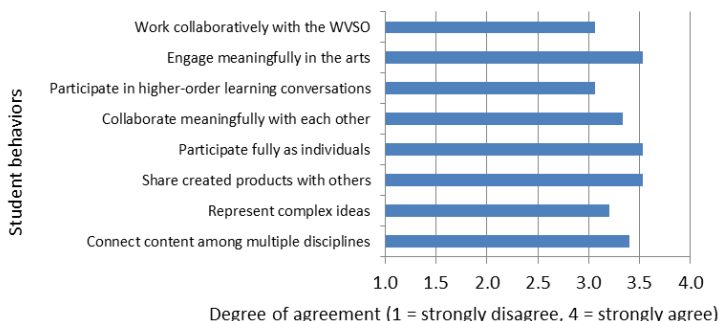 Student behaviors
Work collaboratively with the WVSO
Engage meaningfully in the arts
Participate in higher-order learning conversations
Collaborate meaningfully with each other
Participate fully as individuals
Share created products with others
Represent complex ideas
Connect content among multiple disciplines
1.0 1.5 2.0 2.5 3.0 3.5 4.0
Degree of agreement (1 = strongly disagree, 4 = strongly agree)